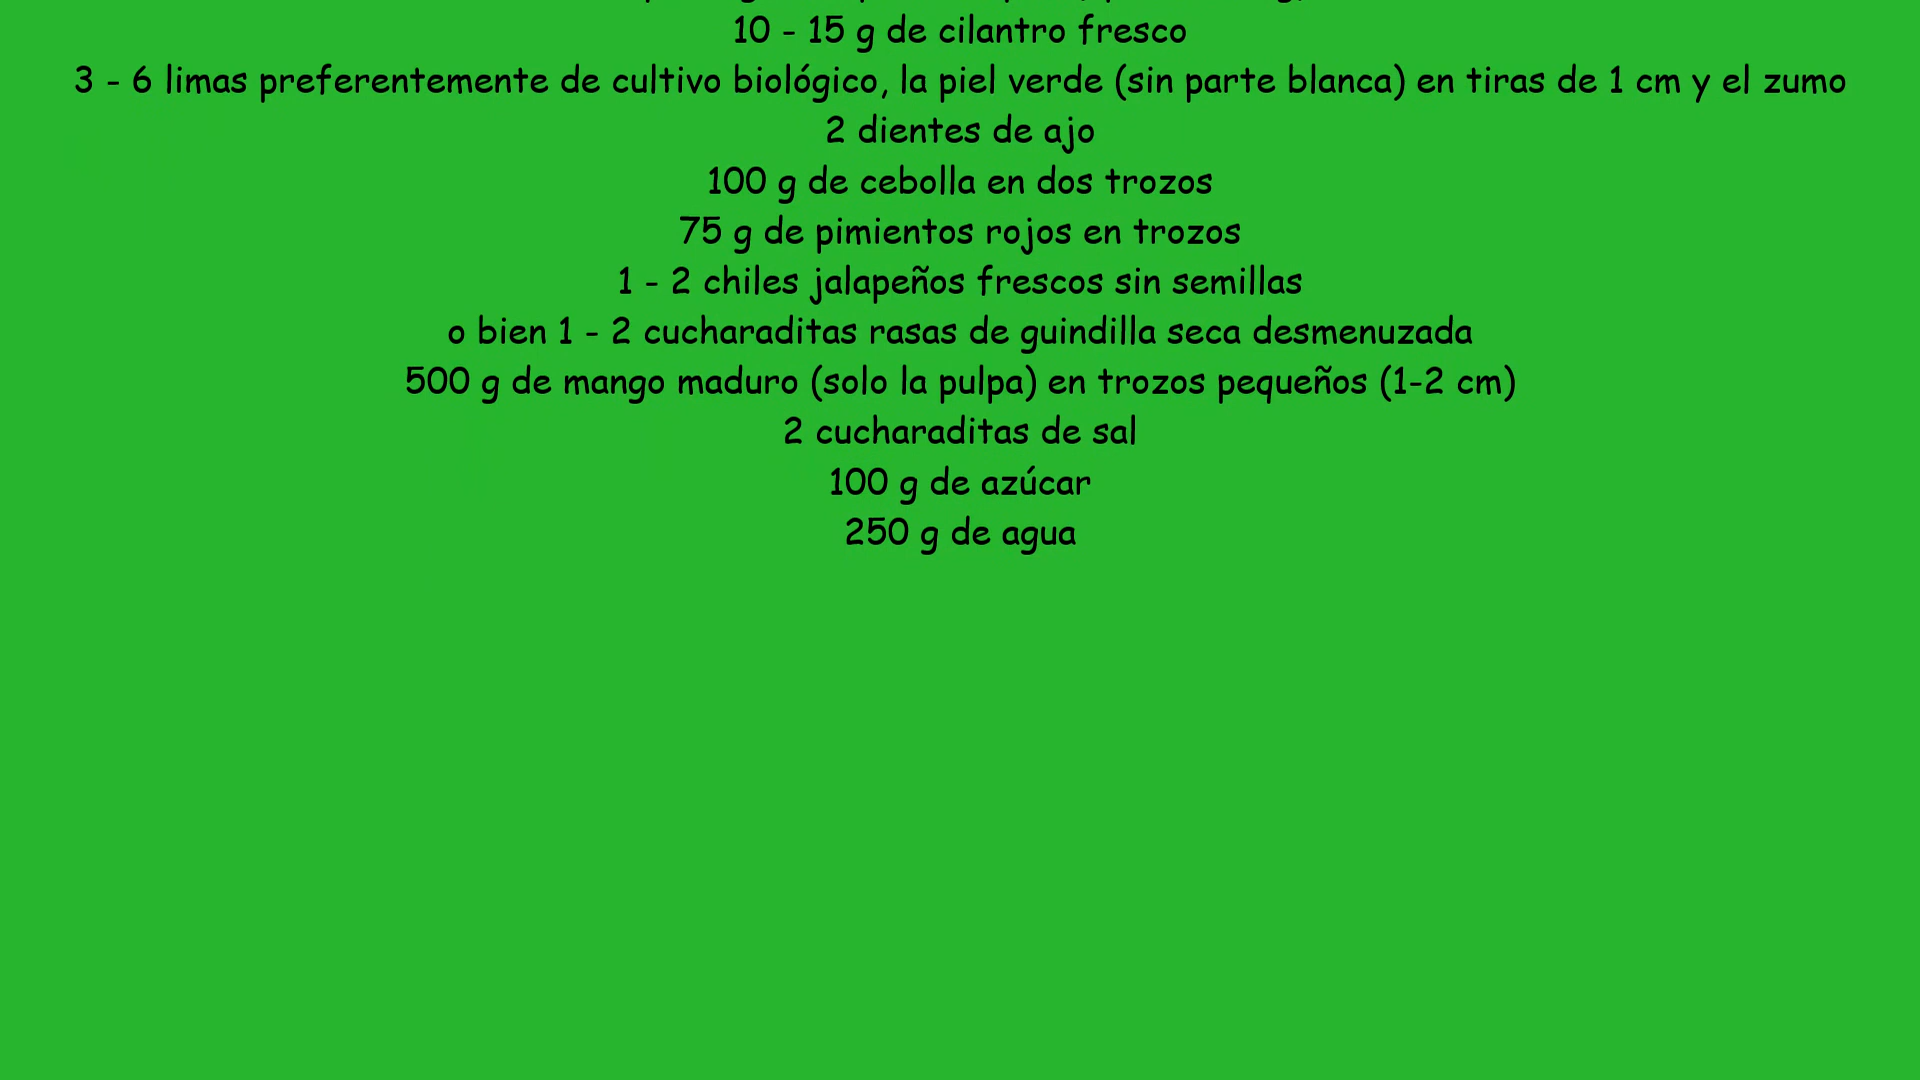 10 - 15 g de cilantro fresco
3 - 6 limas preferentemente de cultivo biológico, la piel verde (sin parte blanca) en tiras de 1 cm y el zumo
2 dientes de ajo
100 g de cebolla en dos trozos
75 g de pimientos rojos en trozos
1 - 2 chiles jalapeños frescos sin semillas
o bien 1 - 2 cucharaditas rasas de guindilla seca desmenuzada
500 g de mango maduro (solo la pulpa) en trozos pequeños (1-2 cm)
2 cucharaditas de sal
100 g de azúcar
250 g de agua